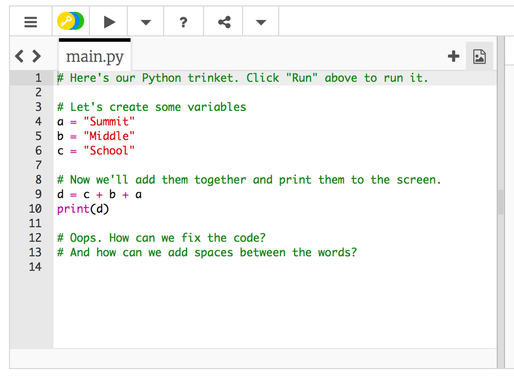 main.py
1 # Here's our Python trinket. Click "Run" above to run it.
2
3 # Let's create some variables
4 a = "Summit"
5 b = "Middle"
6 c = "School"
7
8 # Now we'll add them together and print them to the screen.
9 d = c + b + a
10 print(d)
11
12 # Oops. How can we fix the code?
13 # And how can we add spaces between the words?
14